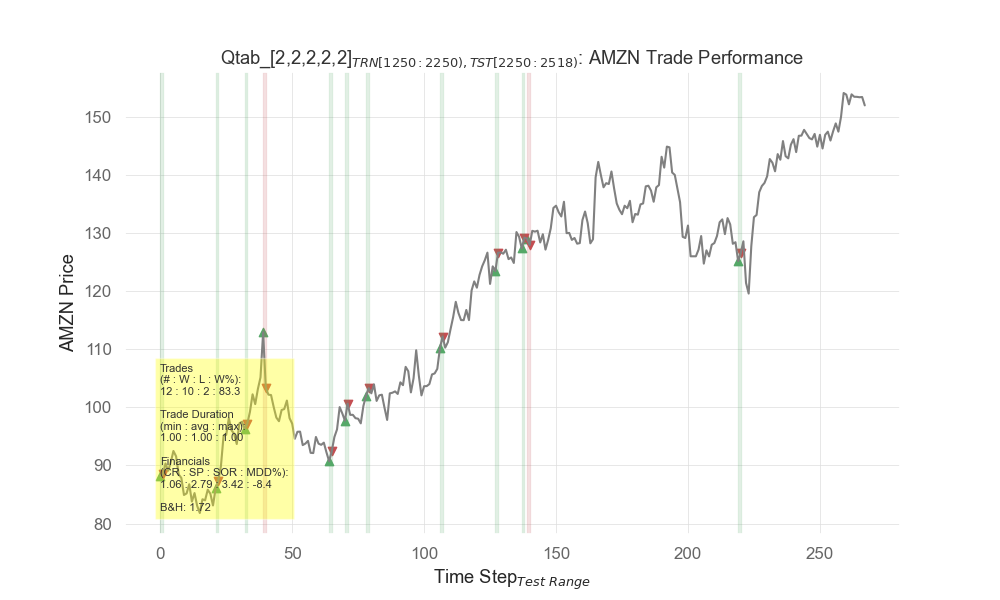 Qtab_[2,2,2,2,2]TRN[1250 : 2250), TST[2250 : 2518): AMZN Trade Performance
AMZN Price
150
140
130
120
110
100
90
80
Trades
(# : W : L : W%):
12 : 10 : 2 : 83.3
Trade Duration
(min : avg : max):
1.00 : 1.00 : 1.00
Financials
(CR : SP : SOR : MDD%):
1.06 : 2.79 : 3.42 : -8.4
B&H: 1.72
0 50 100 150 200 250
Time StepTest Range